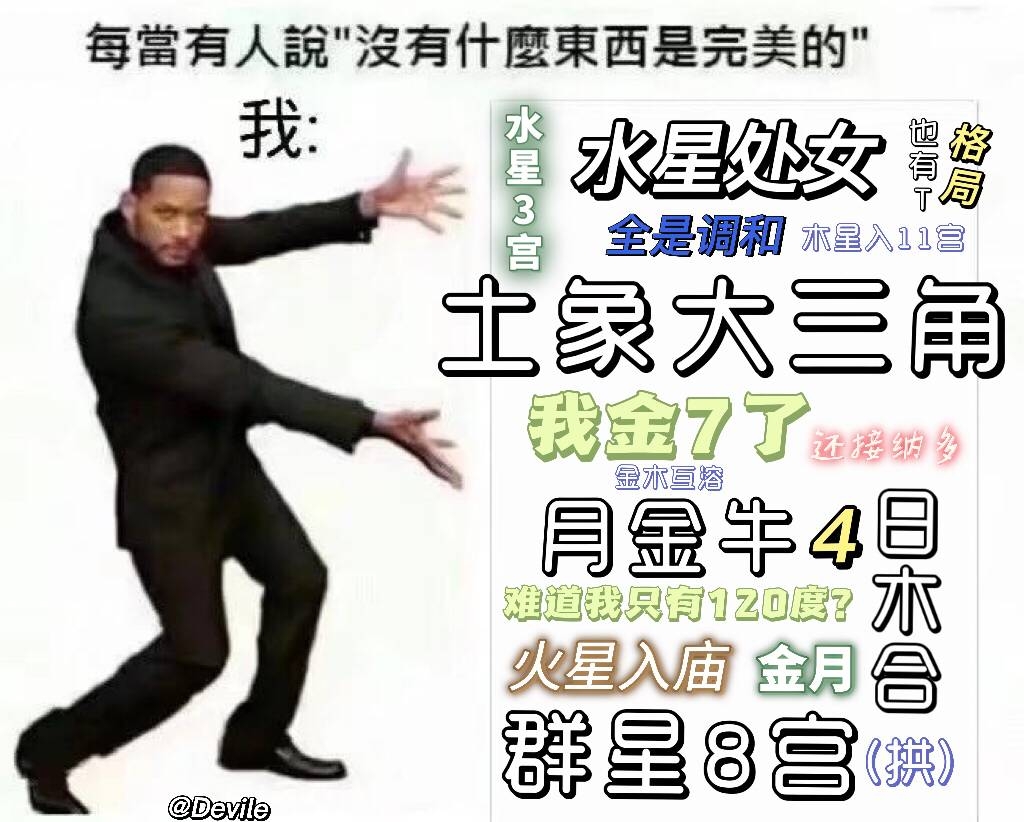 每當有人說"沒有什麼東西是完美的"
我:
水星3宫
水星处女
也有T
格局
全是调和
木星入11宫
土象大三角
我金7了
还接纳多
金木互溶
月金牛4
日木合
难道我只有120度?
火星入庙
金月
群星8宫
(拱)
@Devile